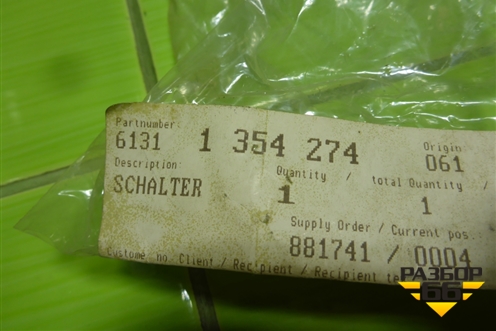 Partnumber: Origin
6131 1 354 274 061
Description: Quantity / total Quantity /
SCHALTER 1 1
Supply Order / Current pos.:
881741 / 0004
Custome no. Client / Recipient / Recipient te
РАЗБОР
66